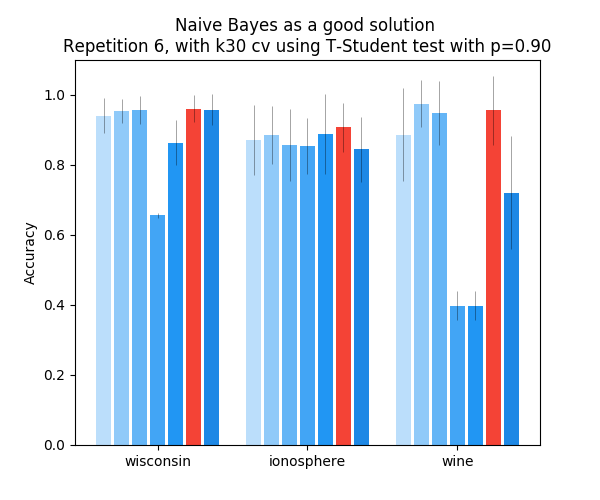 Naive Bayes as a good solution
Repetition 6, with k30 cv using T-Student test with p=0.90
Accuracy
1.0
0.8
0.6
0.4
0.2
0.0
wisconsin
ionosphere
wine